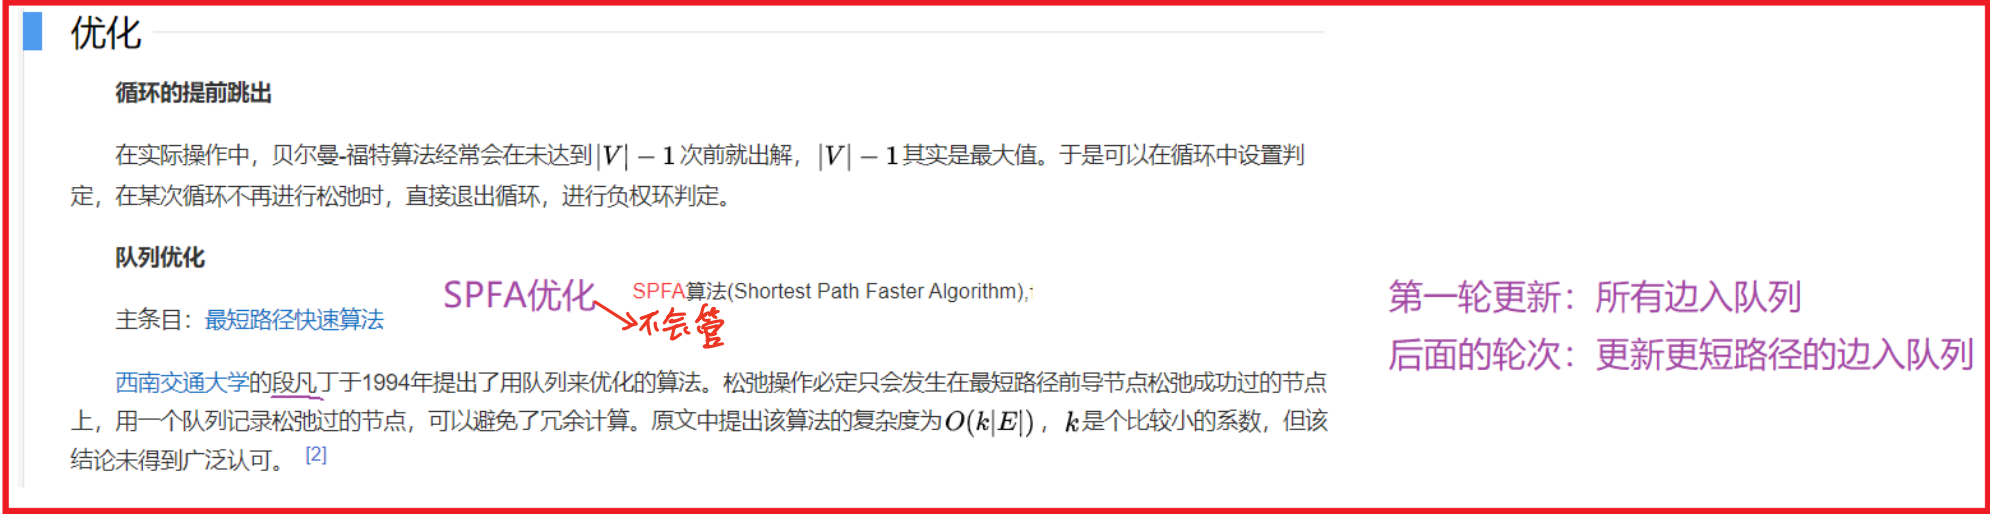 优化
循环的提前跳出
在实际操作中，贝尔曼-福特算法经常会在未达到|V| − 1次前就出解，|V| − 1其实是最大值。于是可以在循环中设置判
定，在某次循环不再进行松弛时，直接退出循环，进行负权环判定。
队列优化
SPFA优化 SPFA算法(Shortest Path Faster Algorithm),
不会管
主条目：最短路径快速算法
西南交通大学的段凡丁于1994年提出了用队列来优化的算法。松弛操作必定只会发生在最短路径前导节点松弛成功过的节点
上，用一个队列记录松弛过的节点，可以避免了冗余计算。原文中提出该算法的复杂度为O(k|E|)，k是个比较小的系数，但该
结论未得到广泛认可。 [2]
第一轮更新：所有边入队列
后面的轮次：更新更短路径的边入队列